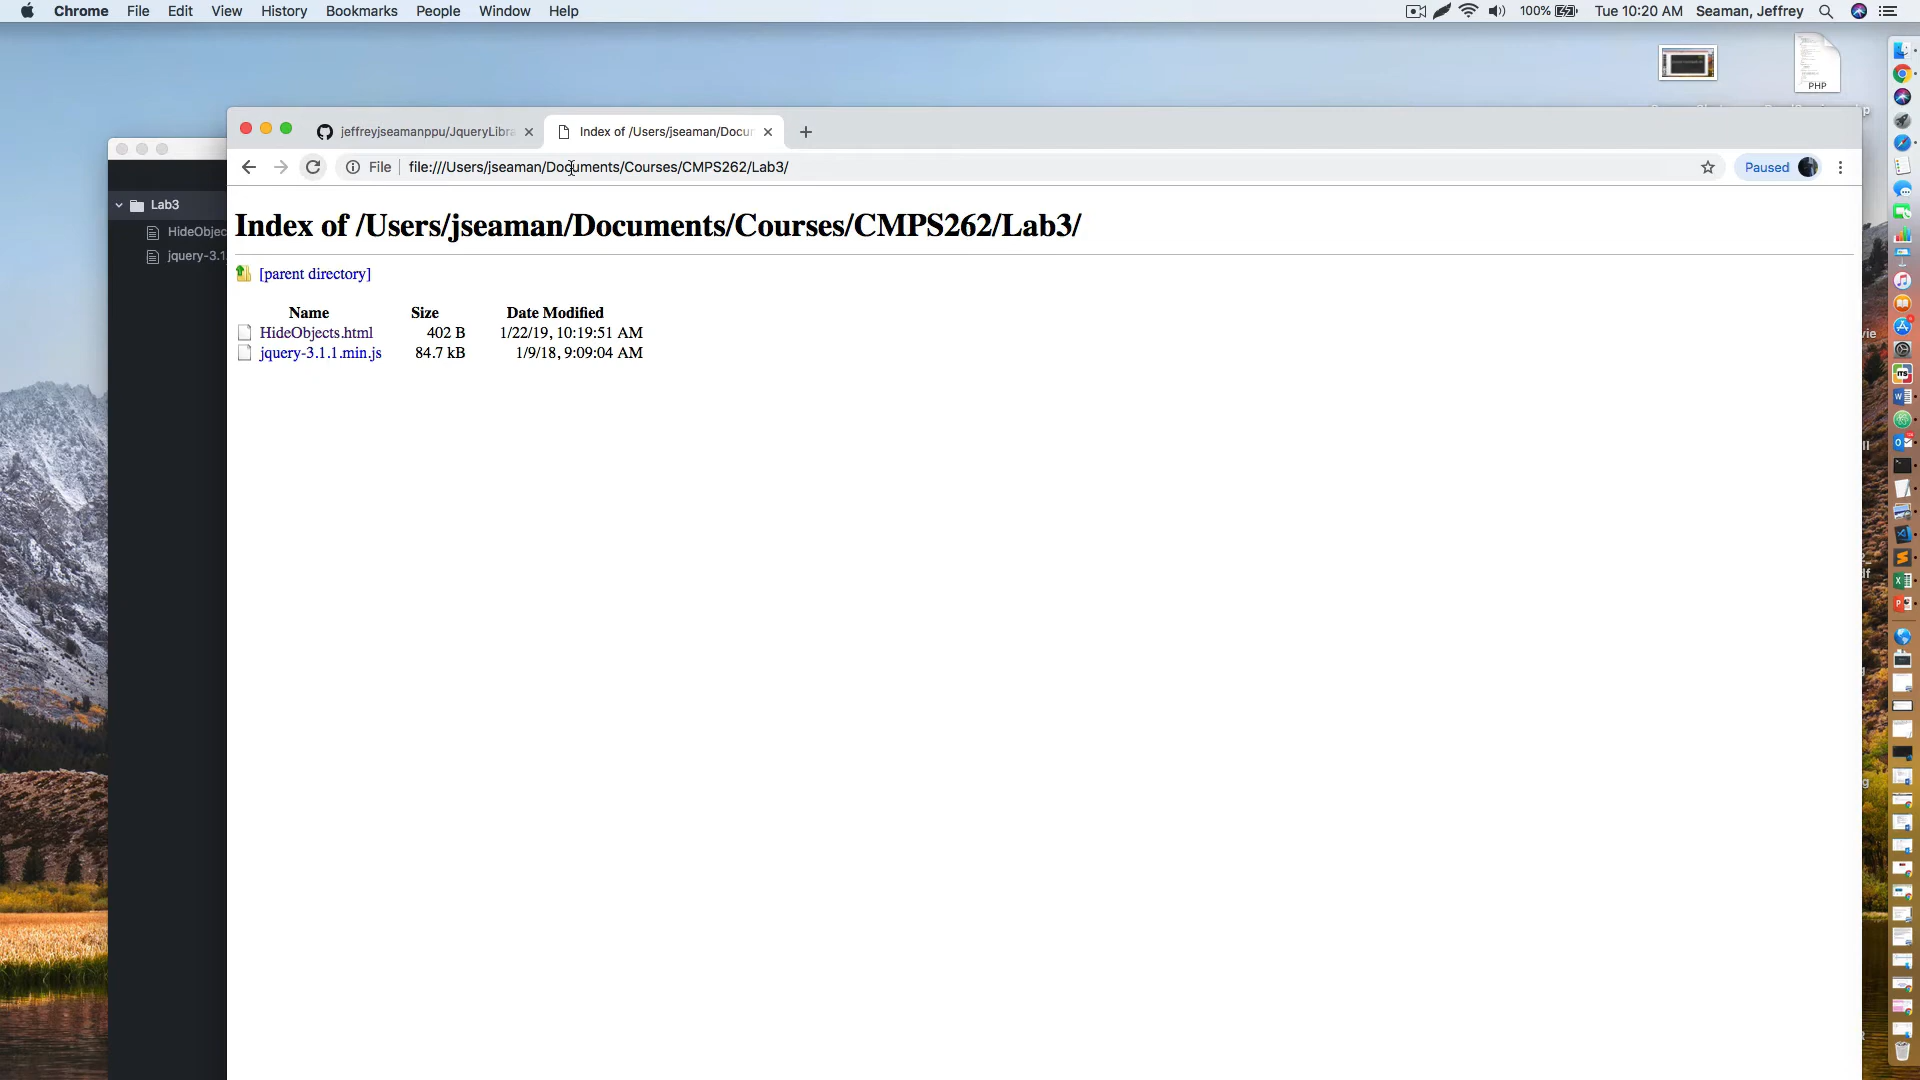 Chrome File Edit View History Bookmarks People Window Help
100% Tue 10:20 AM Seaman, Jeffrey
PHP
jeffreyjseamanppu/JqueryLibra
Index of /Users/jseaman/Docur
File file:///Users/jseaman/Documents/Courses/CMPS262/Lab3/
Paused
Lab3
HideObjec
jquery-3.1
Index of /Users/jseaman/Documents/Courses/CMPS262/Lab3/
[parent directory]
Name Size Date Modified
HideObjects.html 402 B 1/22/19, 10:19:51 AM
jquery-3.1.1.min.js 84.7 kB 1/9/18, 9:09:04 AM